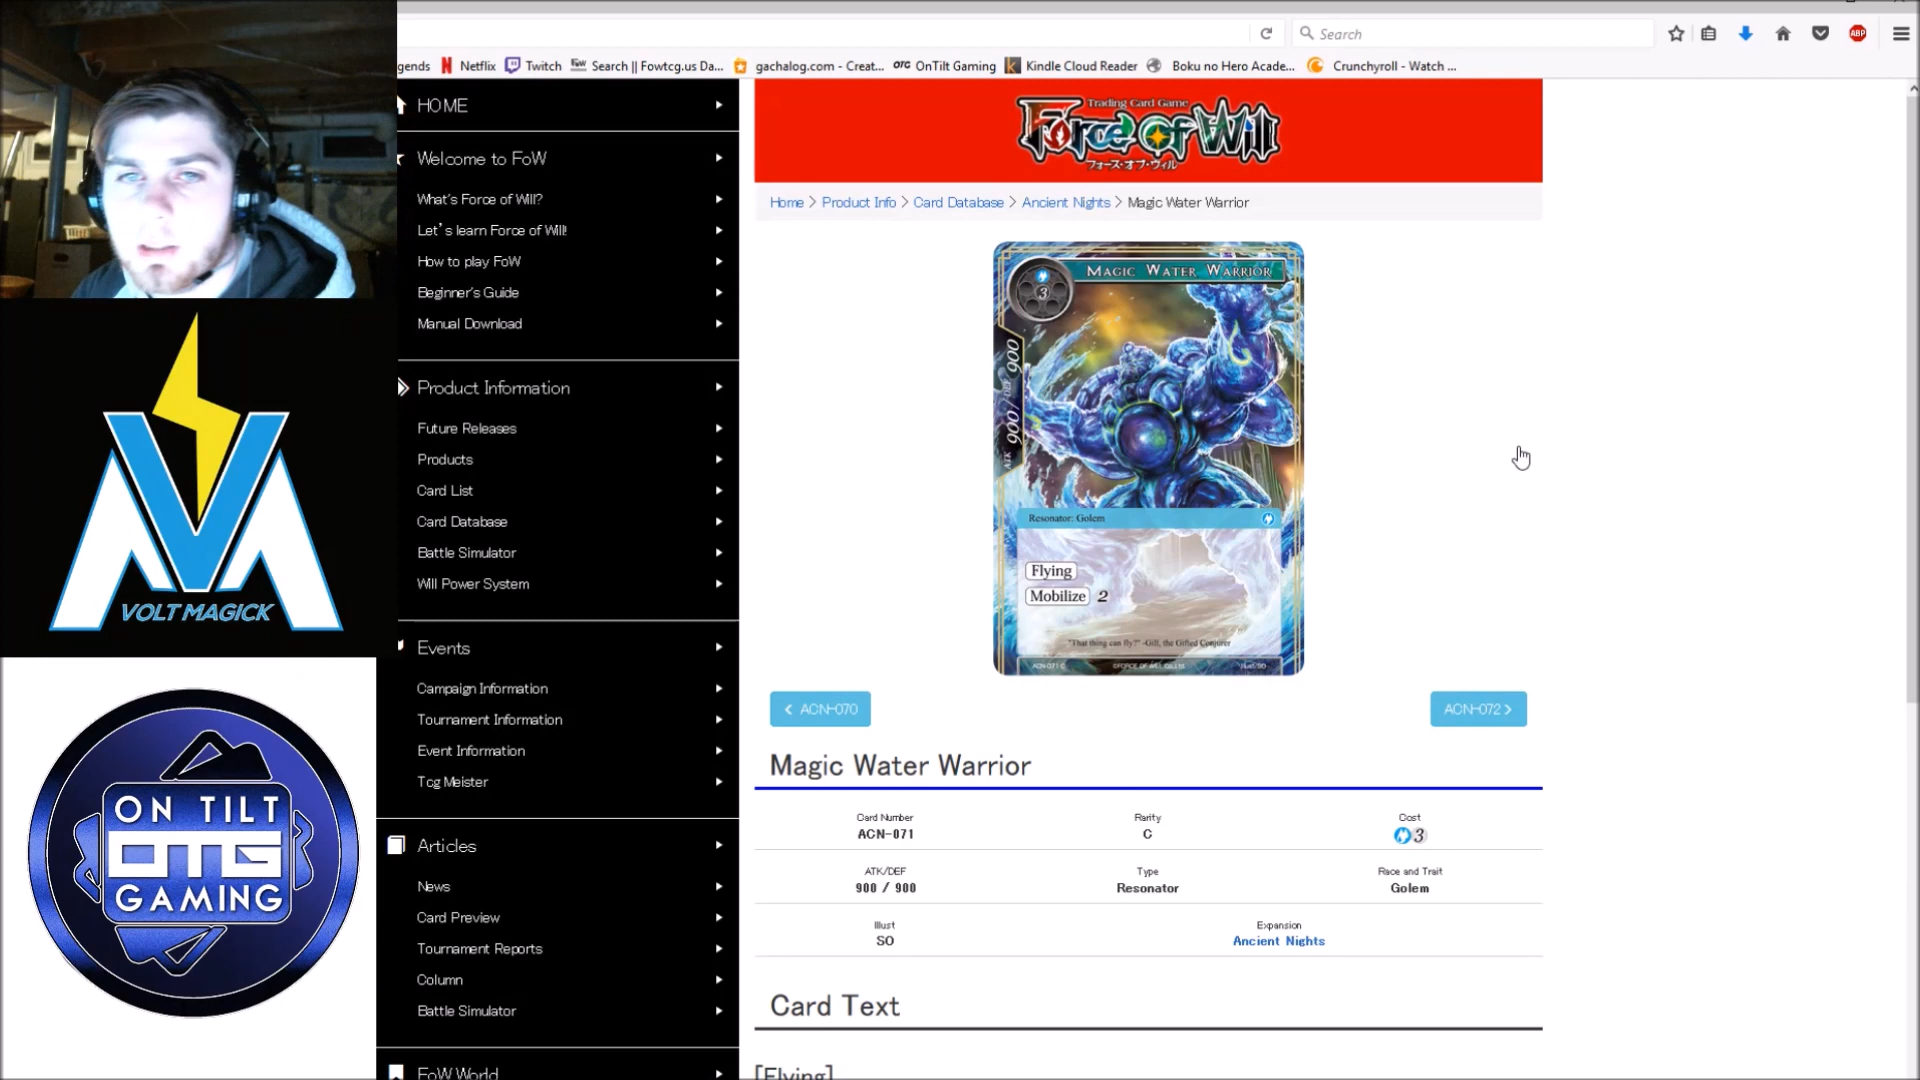 Search
gends
Netflix
Twitch
Search || Fowtcg.us Da...
gachalog.com - Creat...
OTG
OnTilt Gaming
Kindle Cloud Reader
Boku no Hero Acade...
Crunchyroll - Watch ...
ABP
HOME
Welcome to FoW
What's Force of Will?
Let's learn Force of Will!
How to play FoW
Beginner's Guide
Manual Download
Product Information
Future Releases
Products
Card List
Card Database
Battle Simulator
Will Power System
Events
Campaign Information
Tournament Information
Event Information
Tcg Meister
Articles
News
Card Preview
Tournament Reports
Column
Battle Simulator
FoW World
VOLT MAGICK
ON TILT
OTG
GAMING
Trading Card Game
Force of Will
フォース・オブ・ウィル
Home > Product Info > Card Database > Ancient Nights > Magic Water Warrior
MAGIC WATER WARRIOR
3
ATK 900/DEF 900
Resonator: Golem
Flying
Mobilize 2
"That thing can fly?" -Gill, the Gifted Conjurer
ACN-071 C
< ACN-070
ACN-072 >
Magic Water Warrior
Card Number
ACN-071
Rarity
C
Cost
3
ATK/DEF
900 / 900
Type
Resonator
Race and Trait
Golem
Illust
SO
Expansion
Ancient Nights
Card Text
[Flying]